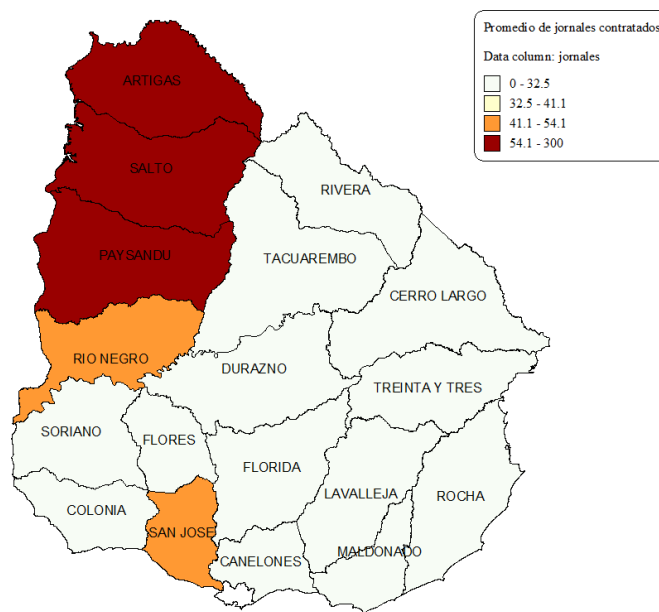 Promedio de jornales contratados
Data column: jornales
0 - 32.5
32.5 - 41.1
41.1 - 54.1
54.1 - 300
ARTIGAS
SALTO
RIVERA
PAYSANDU
TACUAREMBO
CERRO LARGO
RIO NEGRO
DURAZNO
TREINTA Y TRES
SORIANO
FLORES
FLORIDA
LAVALLEJA
ROCHA
COLONIA
SAN JOSE
MALDONADO
CANELONES